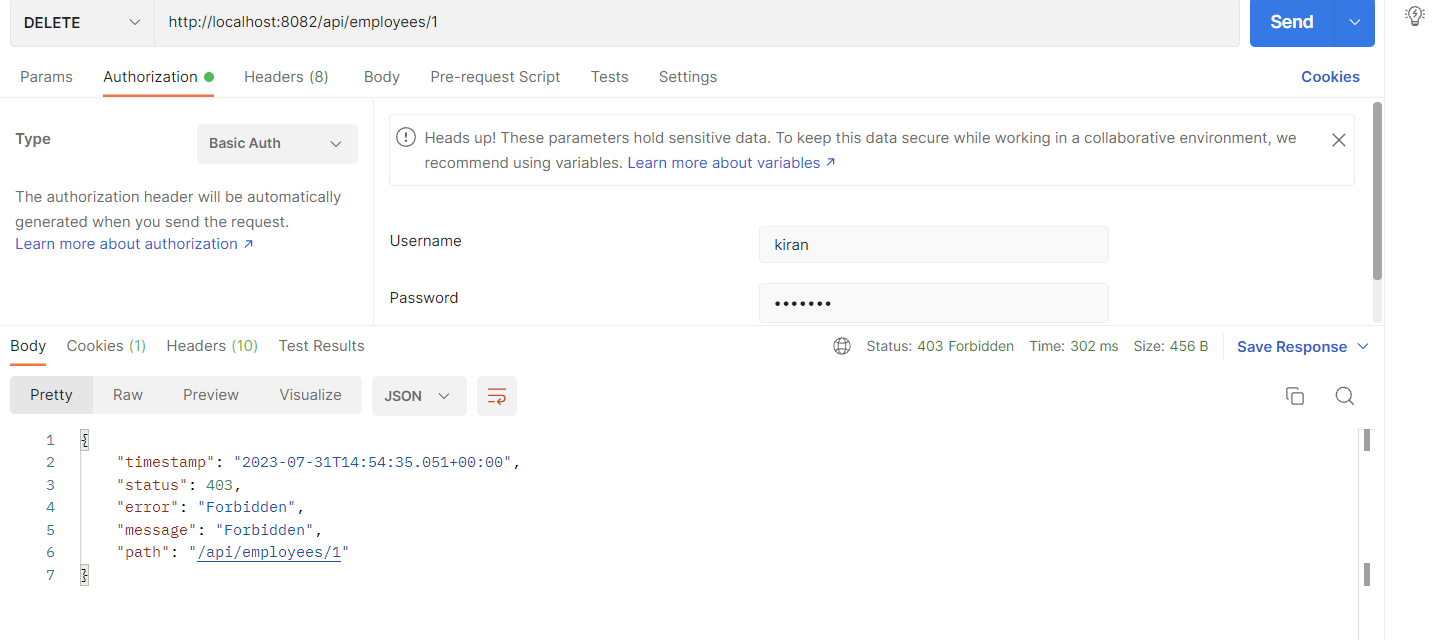 DELETE http://localhost:8082/api/employees/1 Send
Params Authorization Headers (8) Body Pre-request Script Tests Settings Cookies
Type Basic Auth
The authorization header will be automatically
generated when you send the request.
Learn more about authorization ↗
Heads up! These parameters hold sensitive data. To keep this data secure while working in a collaborative environment, we
recommend using variables. Learn more about variables ↗
Username kiran
Password •••••••
Body Cookies (1) Headers (10) Test Results Status: 403 Forbidden Time: 302 ms Size: 456 B Save Response
Pretty Raw Preview Visualize JSON
1 {
2 "timestamp": "2023-07-31T14:54:35.051+00:00",
3 "status": 403,
4 "error": "Forbidden",
5 "message": "Forbidden",
6 "path": "/api/employees/1"
7 }